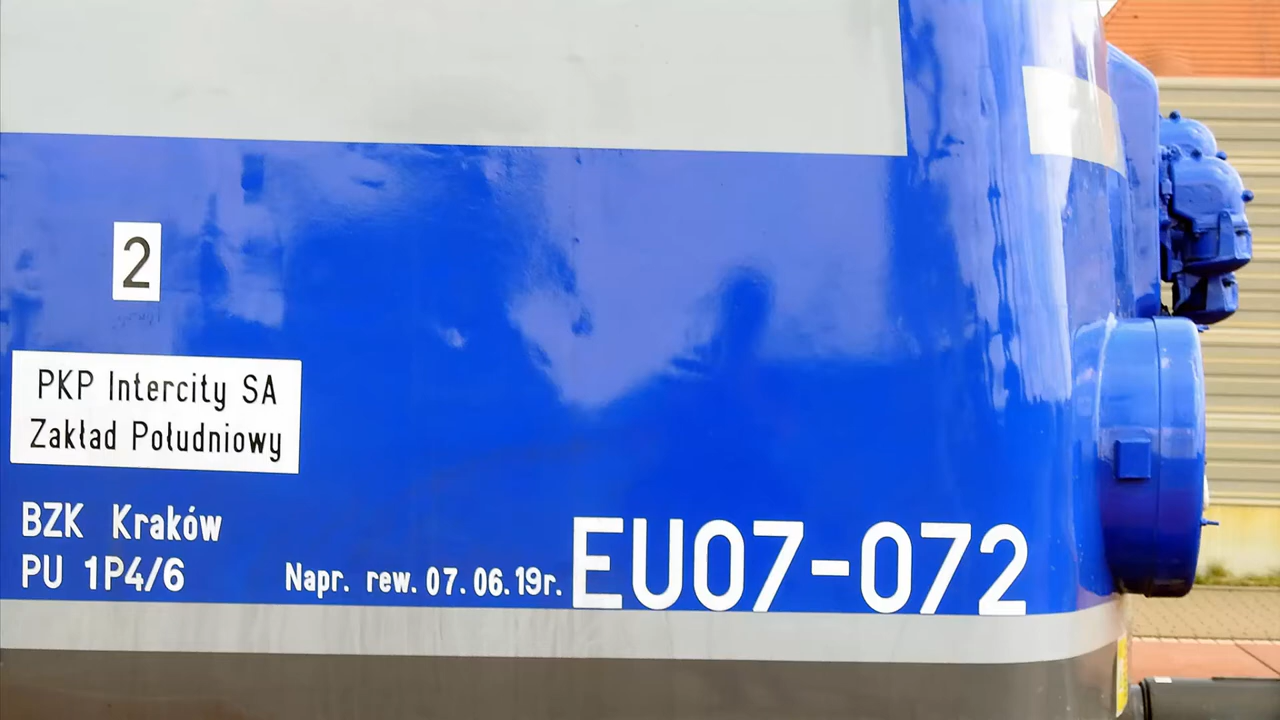 2
PKP Intercity SA
Zakład Południowy
BZK Kraków
PU 1P4/6
Napr. rew. 07.06.19r.
EU07-072